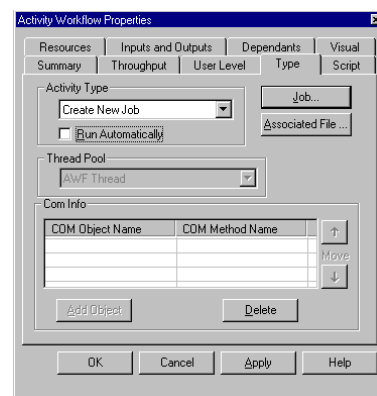 Activity Workflow Properties
Resources Inputs and Outputs Dependants Visual
Summary Throughput User Level Type Script
Activity Type
Create New Job
Run Automatically
Job...
Associated File ...
Thread Pool
AWF Thread
Com Info
COM Object Name COM Method Name
Move
Add Object Delete
OK Cancel Apply Help